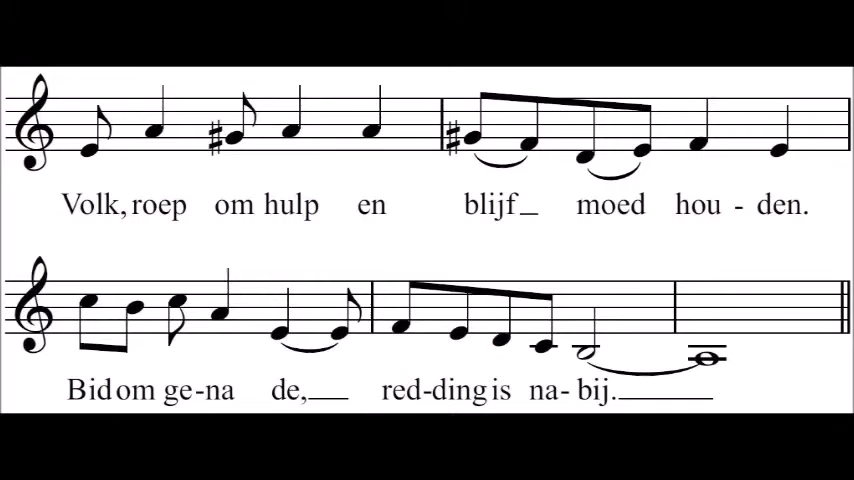 Volk, roep om hulp en blijf_ moed hou - den.
Bid om ge-na de,__ red-ding is na- bij.____